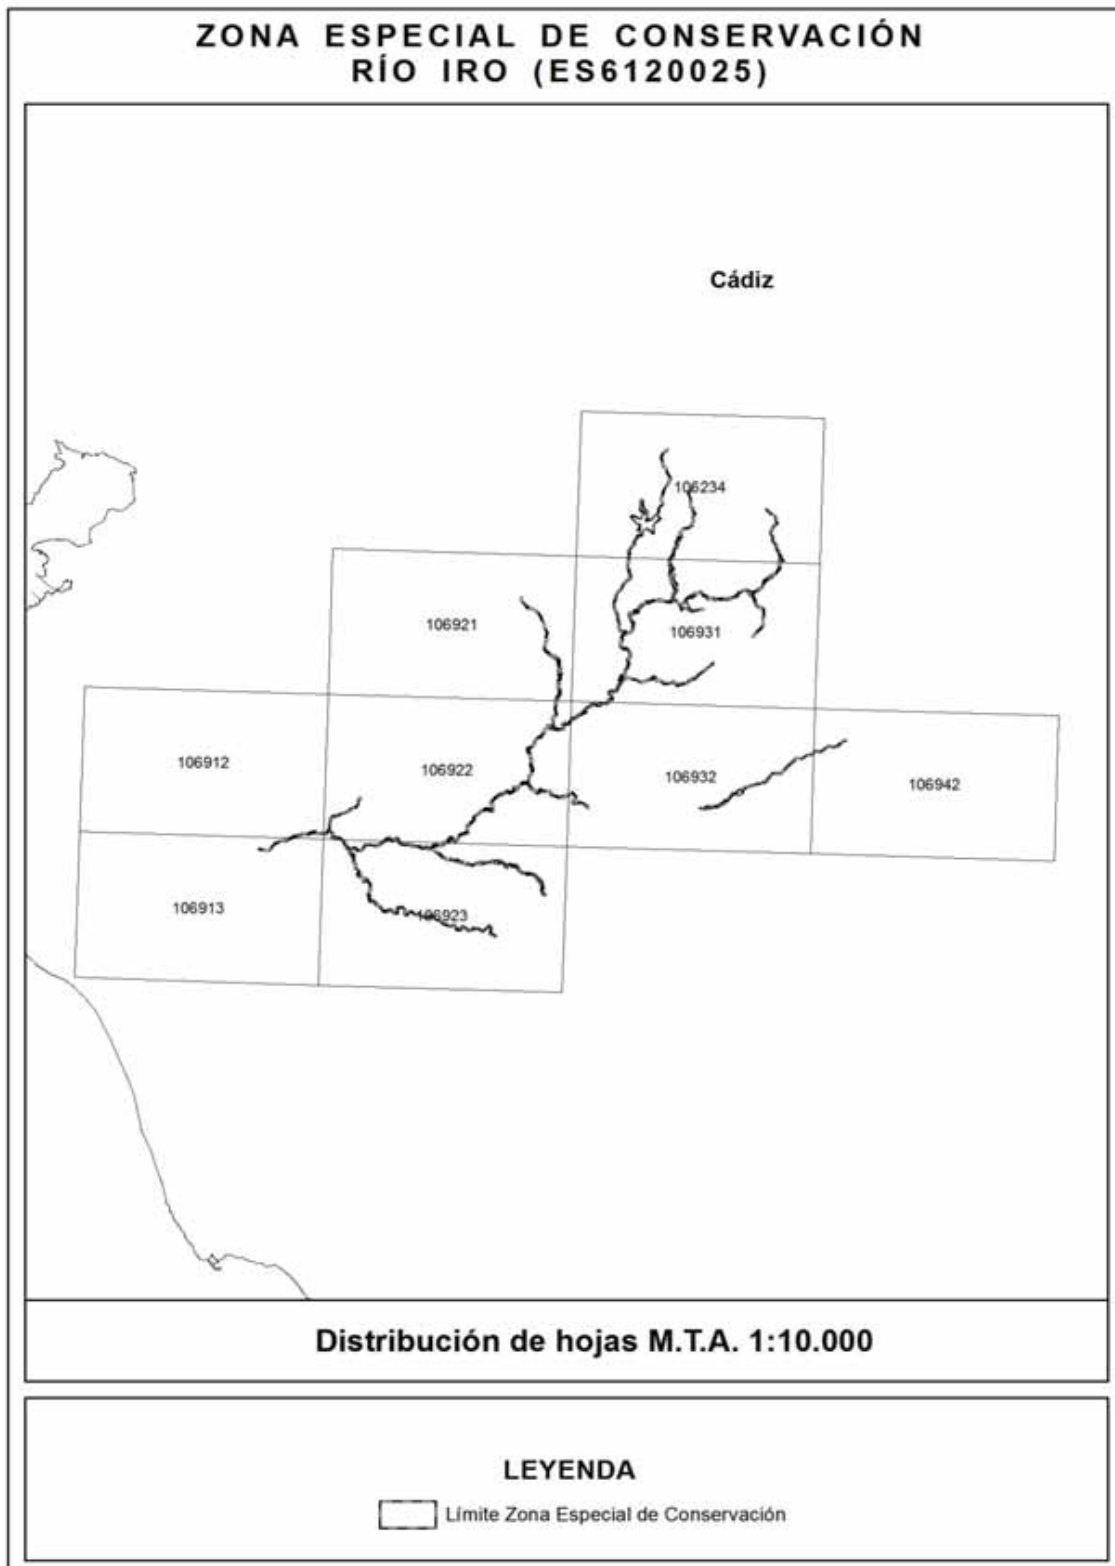 ZONA ESPECIAL DE CONSERVACIÓN
RÍO IRO (ES6120025)
Cádiz
106234
106921
106931
106912
106922
106932
106942
106913
106923
Distribución de hojas M.T.A. 1:10.000
LEYENDA
Límite Zona Especial de Conservación